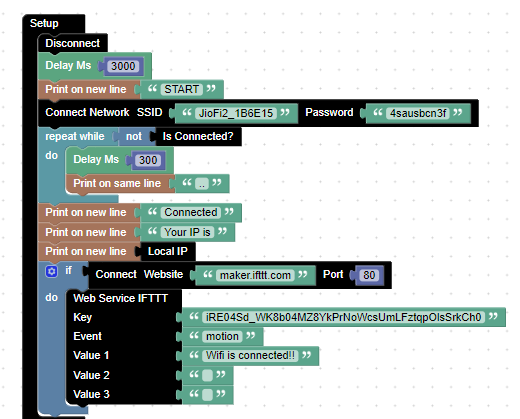 Setup
Disconnect
Delay Ms 3000
Print on new line “ START ”
Connect Network SSID “ JioFi2_1B6E15 ” Password “ 4sausbcn3f ”
repeat while not Is Connected?
do Delay Ms 300
Print on same line “ .. ”
Print on new line “ Connected ”
Print on new line “ Your IP is ”
Print on new line Local IP
if Connect Website “ maker.ifttt.com ” Port 80
do Web Service IFTTT
Key “ iRE04Sd_WK8b04MZ8YkPrNoWcsUmLFztqpOlsSrkCh0 ”
Event “ motion ”
Value 1 “ Wifi is connected!! ”
Value 2 “ ”
Value 3 “ ”